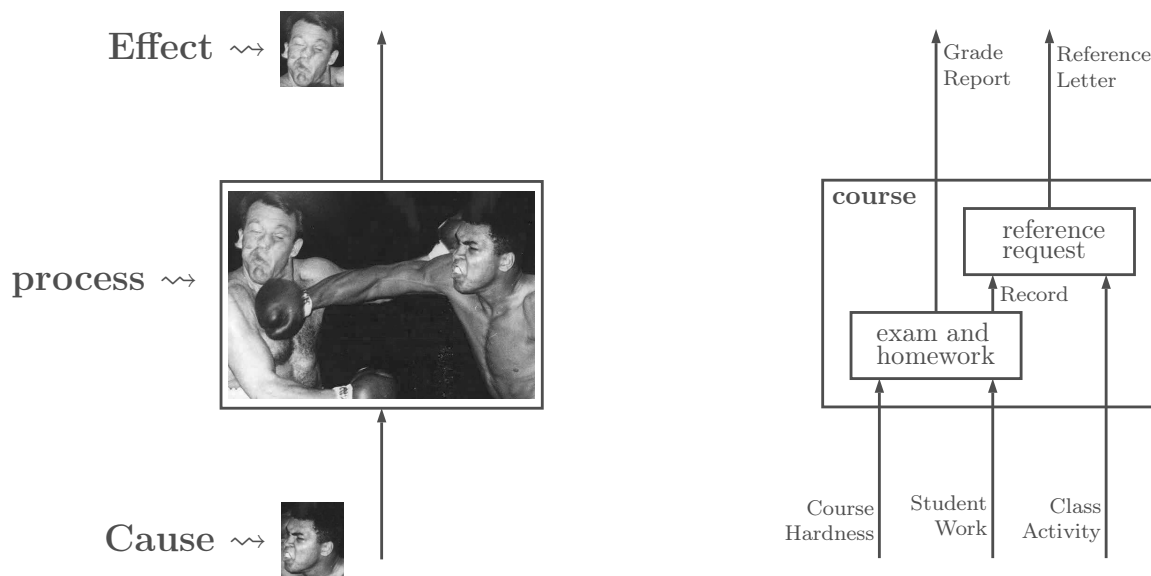 Effect
process
Cause
Grade
Report
Reference
Letter
course
reference
request
Record
exam and
homework
Course
Hardness
Student
Work
Class
Activity